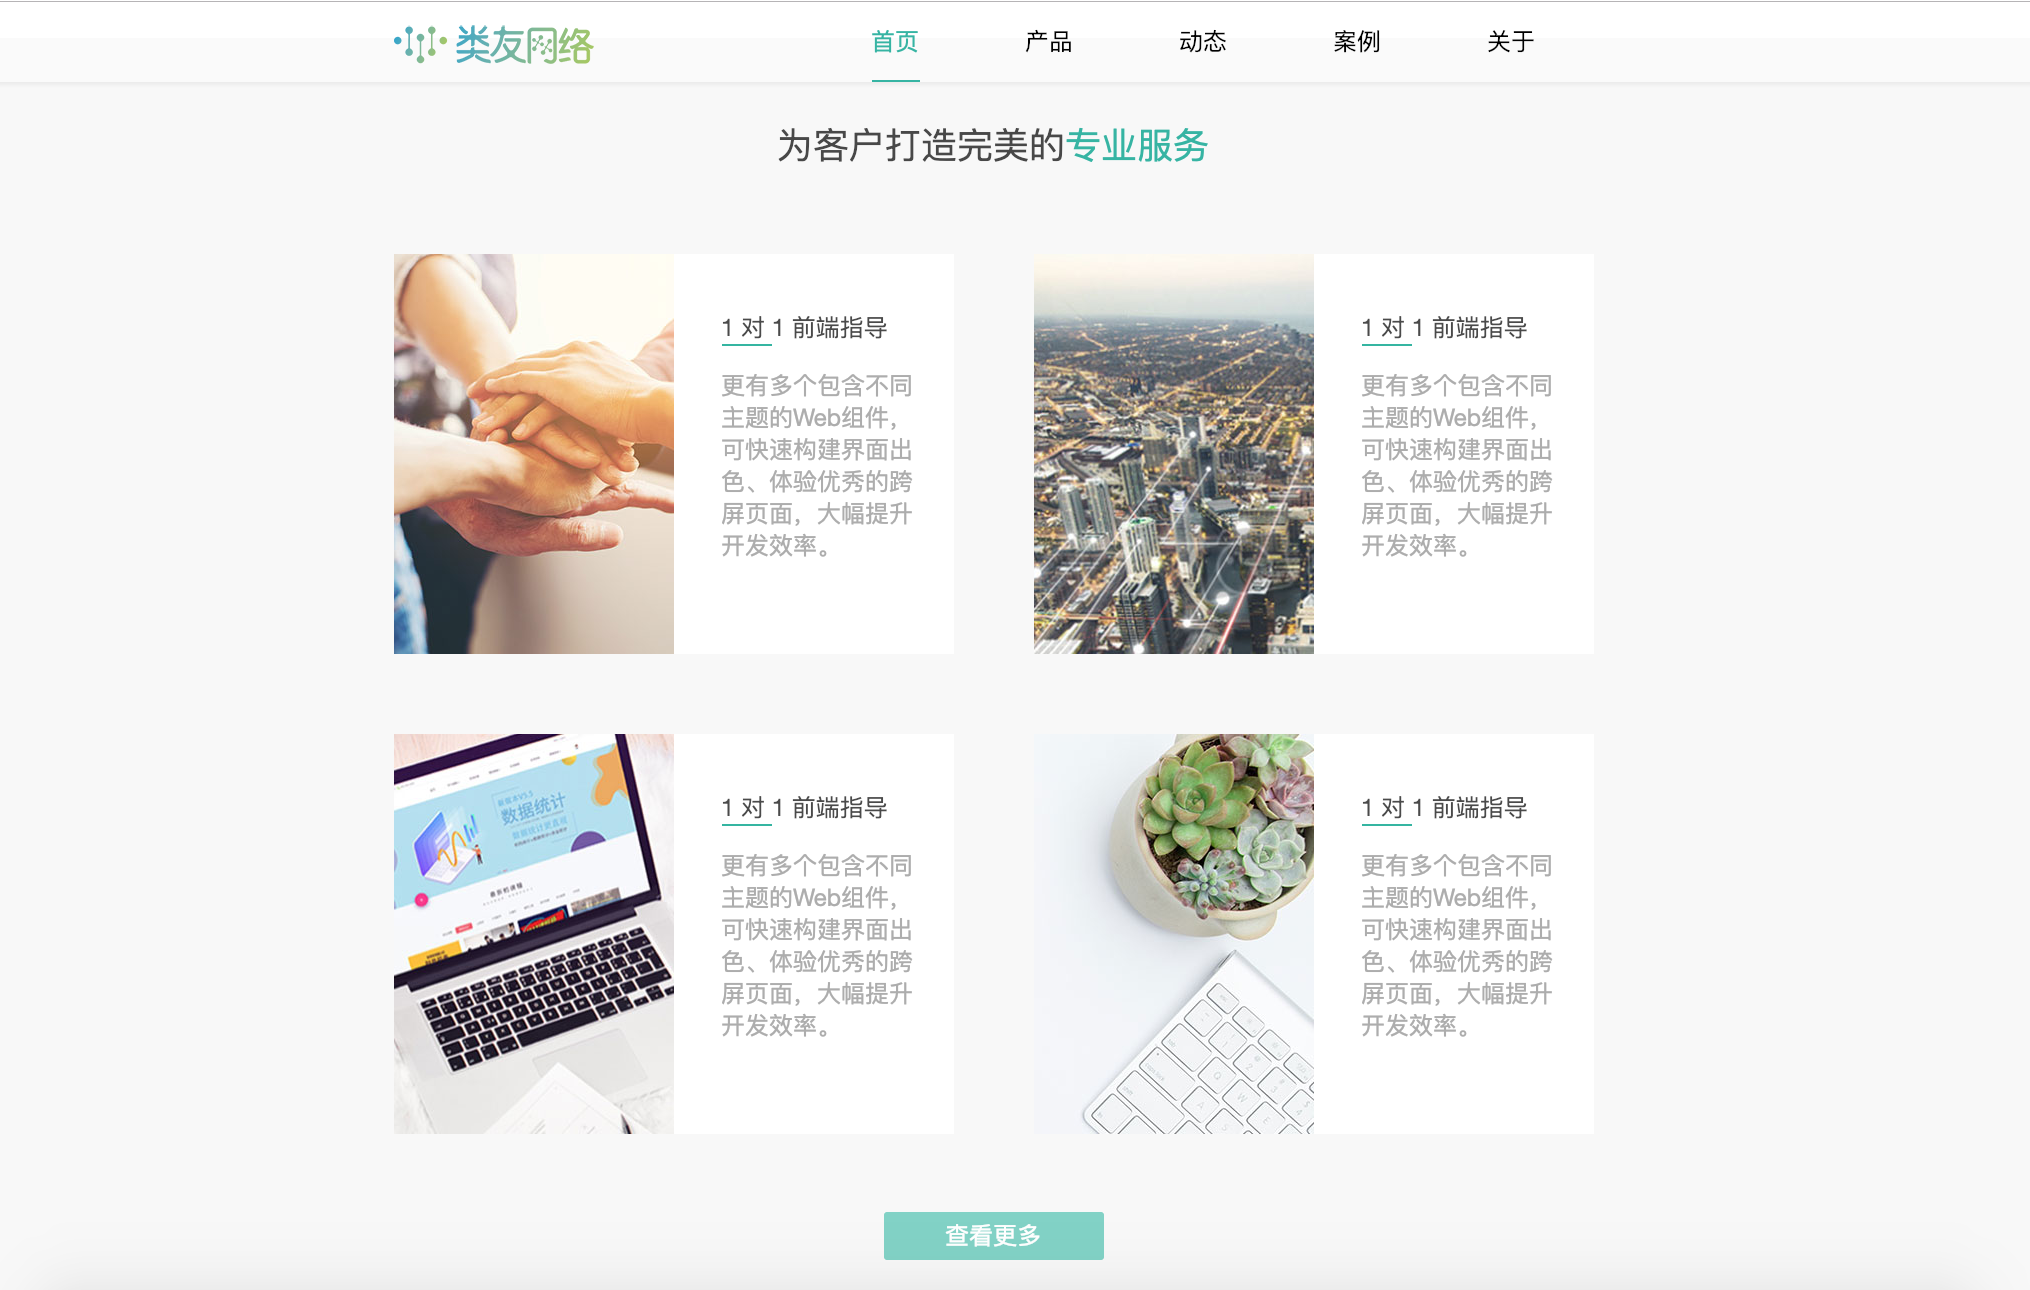 类友网络
首页 产品 动态 案例 关于
为客户打造完美的专业服务
1 对 1 前端指导
更有多个包含不同
主题的Web组件，
可快速构建界面出
色、体验优秀的跨
屏页面，大幅提升
开发效率。
1 对 1 前端指导
更有多个包含不同
主题的Web组件，
可快速构建界面出
色、体验优秀的跨
屏页面，大幅提升
开发效率。
数据统计
数据统计更直观
最新的课程
1 对 1 前端指导
更有多个包含不同
主题的Web组件，
可快速构建界面出
色、体验优秀的跨
屏页面，大幅提升
开发效率。
1 对 1 前端指导
更有多个包含不同
主题的Web组件，
可快速构建界面出
色、体验优秀的跨
屏页面，大幅提升
开发效率。
查看更多